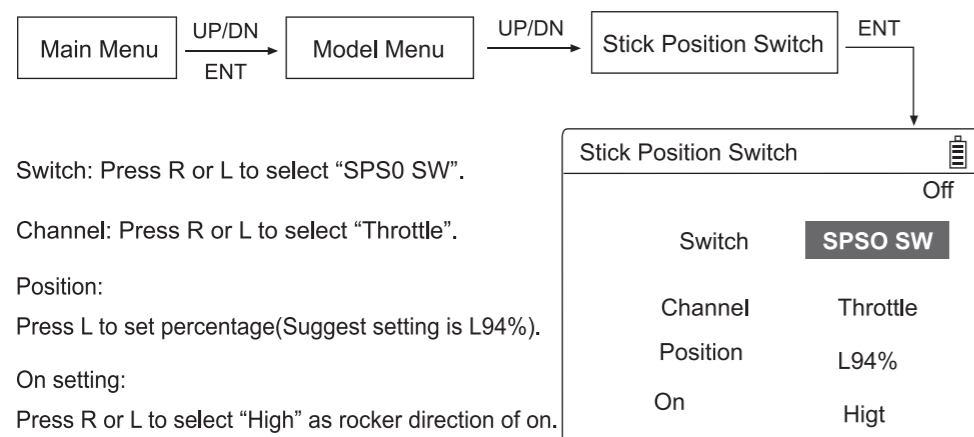 Main Menu
UP/DN
ENT
Model Menu
UP/DN
Stick Position Switch
ENT
Switch: Press R or L to select “SPS0 SW”.
Channel: Press R or L to select “Throttle”.
Position:
Press L to set percentage(Suggest setting is L94%).
On setting:
Press R or L to select “High” as rocker direction of on.
Stick Position Switch
Off
Switch SPSO SW
Channel Throttle
Position L94%
On Higt